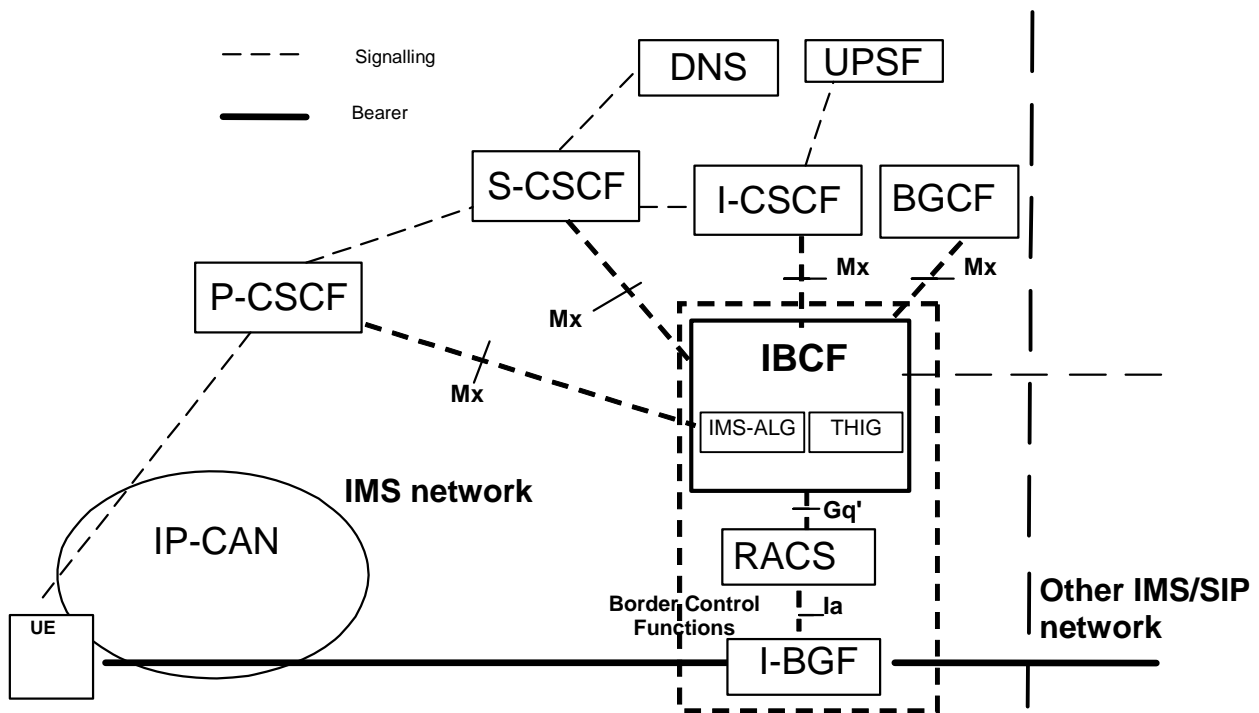 Signalling
DNS
UPSF
Bearer
S-CSCF
I-CSCF
BGCF
P-CSCF
Mx
Mx
Mx
Mx
IBCF
IMS-ALG
THIG
IMS network
Gq'
IP-CAN
RACS
Other IMS/SIP
network
Border Control
Functions
Ia
UE
I-BGF